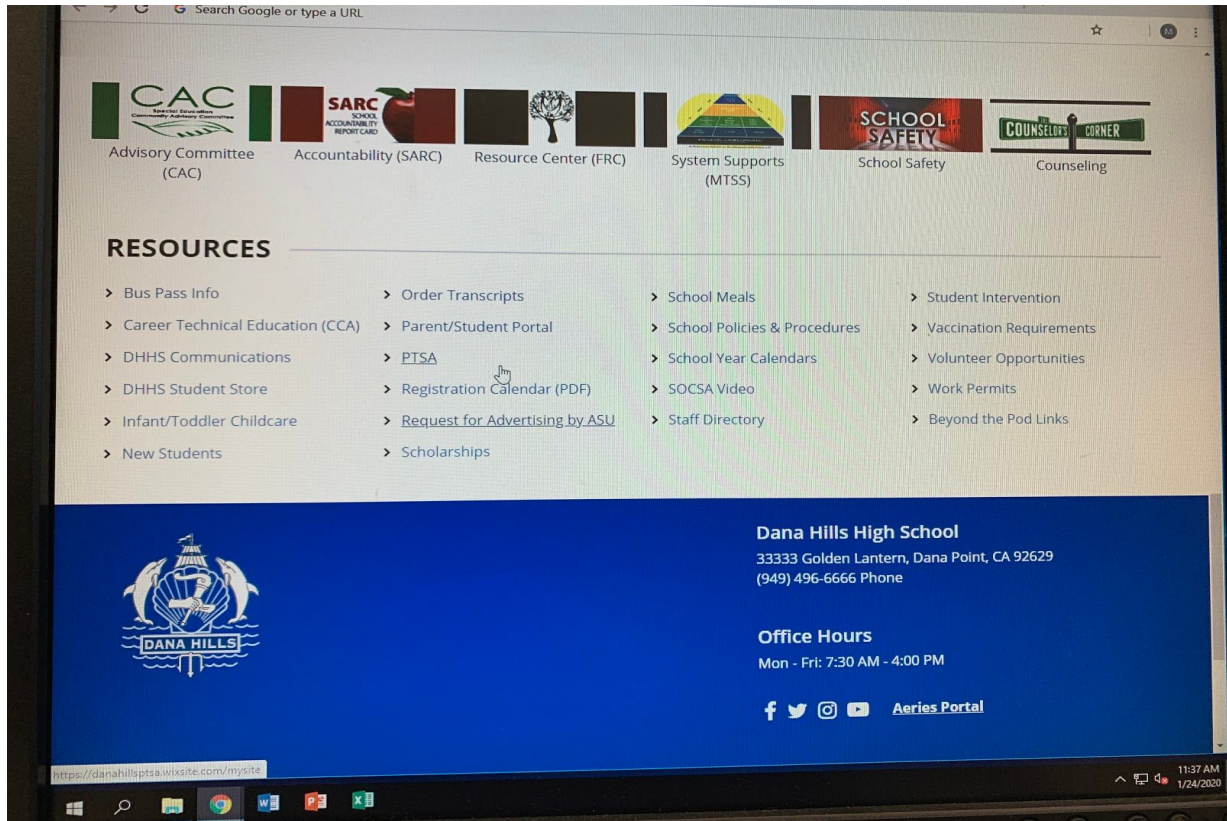 Search Google or type a URL
M
CAC
Special Education
Community Advisory Committee
SARC
SCHOOL
ACCOUNTABILITY
REPORT CARD
SCHOOL
SAFETY
THE
COUNSELOR'S CORNER
Advisory Committee
(CAC)
Accountability (SARC)
Resource Center (FRC)
System Supports
(MTSS)
School Safety
Counseling
RESOURCES
Bus Pass Info
Career Technical Education (CCA)
DHHS Communications
DHHS Student Store
Infant/Toddler Childcare
New Students
Order Transcripts
Parent/Student Portal
PTSA
Registration Calendar (PDF)
Request for Advertising by ASU
Scholarships
School Meals
School Policies & Procedures
School Year Calendars
SOCSA Video
Staff Directory
Student Intervention
Vaccination Requirements
Volunteer Opportunities
Work Permits
Beyond the Pod Links
DANA HILLS
Dana Hills High School
33333 Golden Lantern, Dana Point, CA 92629
(949) 496-6666 Phone
Office Hours
Mon - Fri: 7:30 AM - 4:00 PM
Aeries Portal
https://danahillsptsa.wixsite.com/mysite
11:37 AM
1/24/2020